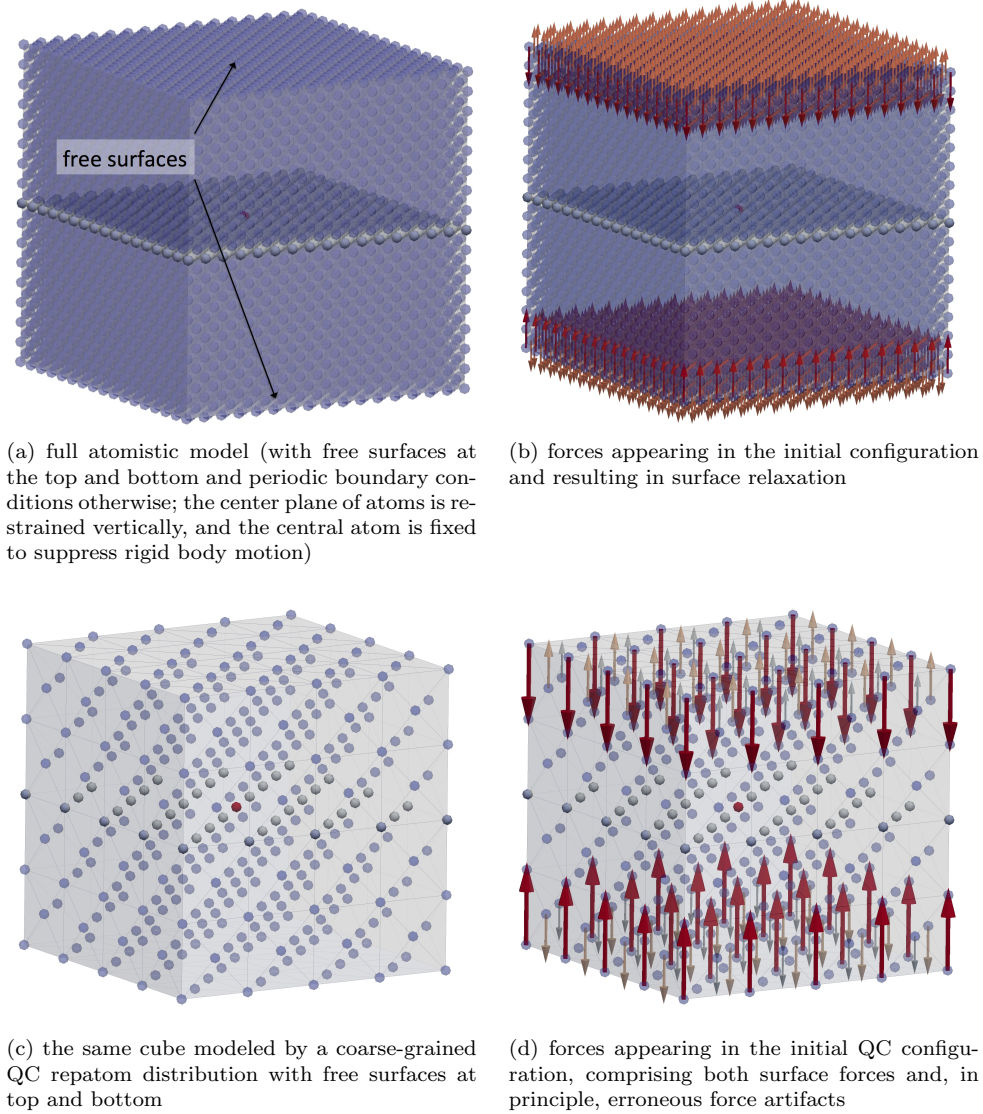 free surfaces
(a) full atomistic model (with free surfaces at
the top and bottom and periodic boundary con-
ditions otherwise; the center plane of atoms is re-
strained vertically, and the central atom is fixed
to suppress rigid body motion)
(b) forces appearing in the initial configuration
and resulting in surface relaxation
(c) the same cube modeled by a coarse-grained
QC repatom distribution with free surfaces at
top and bottom
(d) forces appearing in the initial QC configu-
ration, comprising both surface forces and, in
principle, erroneous force artifacts